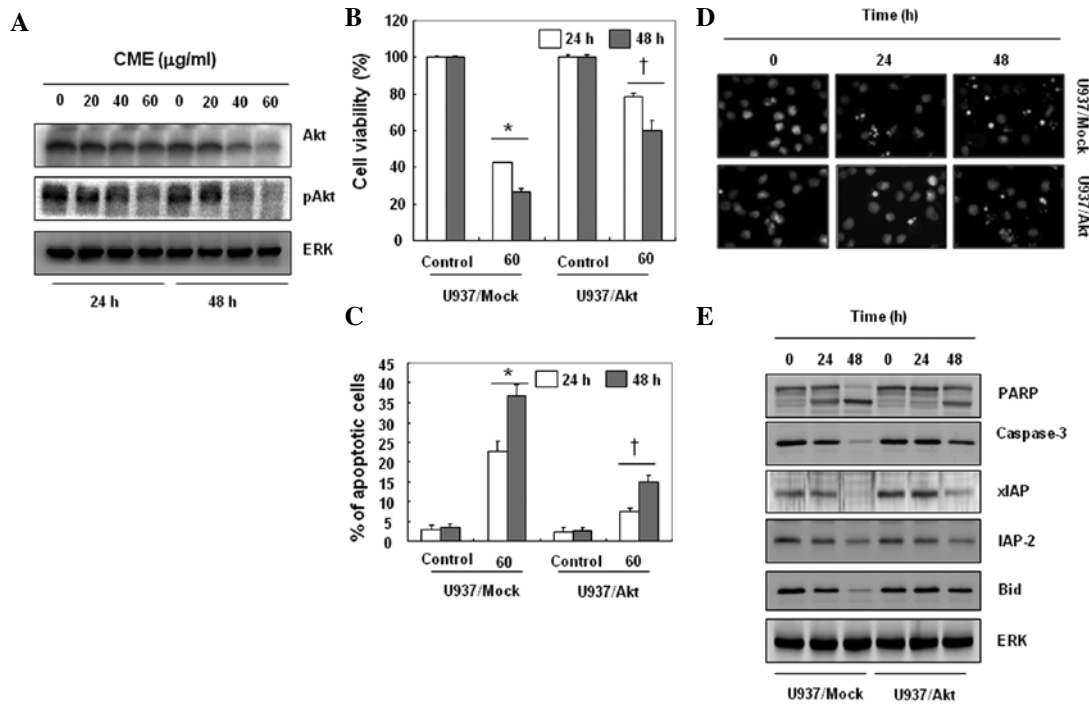 A
CME (µg/ml)
0 20 40 60 0 20 40 60
Akt
pAkt
ERK
24 h 48 h
B
24 h 48 h
Cell viability (%)
120
100
80
60
40
20
0
*
†
Control 60 Control 60
U937/Mock U937/Akt
C
24 h 48 h
% of apoptotic cells
45
40
35
30
25
20
15
10
5
0
*
†
Control 60 Control 60
U937/Mock U937/Akt
D
Time (h)
0 24 48
U937/Mock
U937/Akt
E
Time (h)
0 24 48 0 24 48
PARP
Caspase-3
xIAP
IAP-2
Bid
ERK
U937/Mock U937/Akt